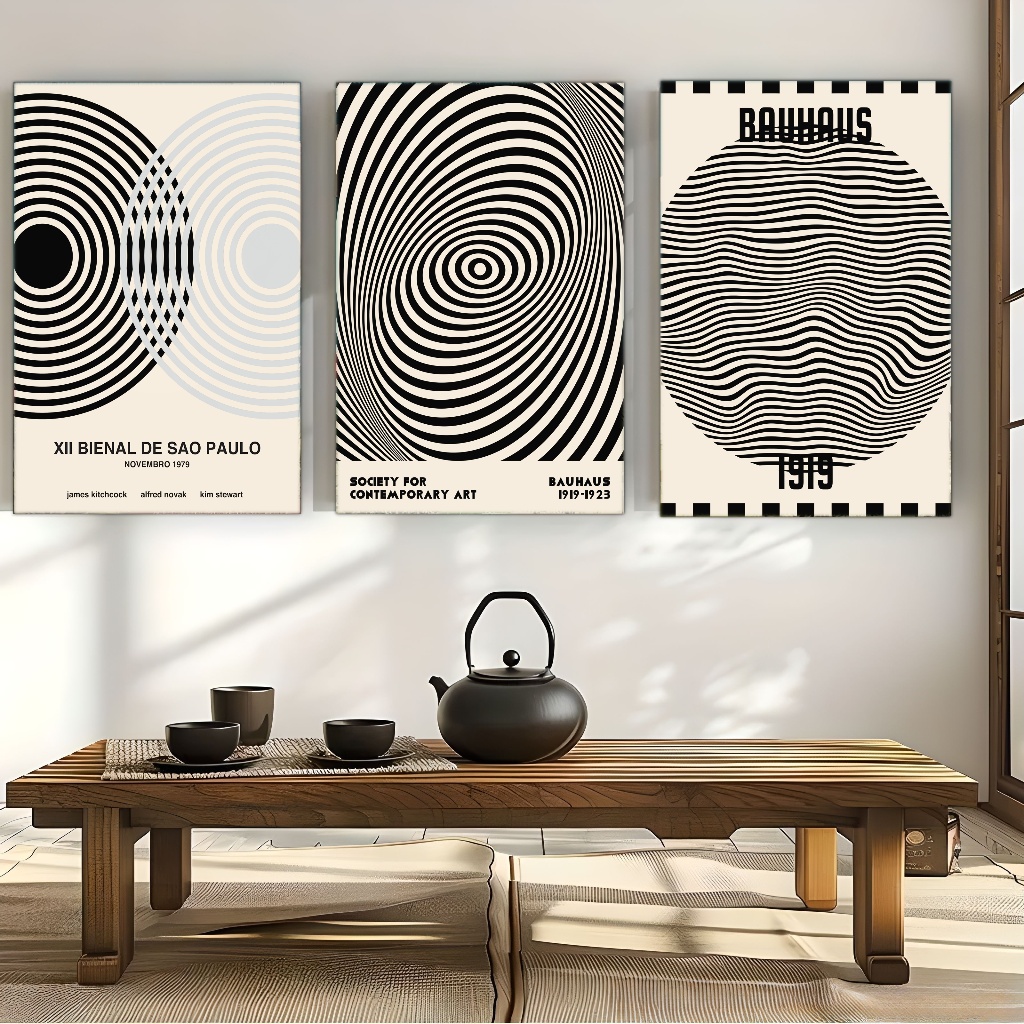 XII BIENAL DE SAO PAULO
NOVEMBRO 1979
james kitchcock alfred novak kim stewart
SOCIETY FOR
CONTEMPORARY ART
BAUHAUS
1919-1923
BAUHAUS
1919